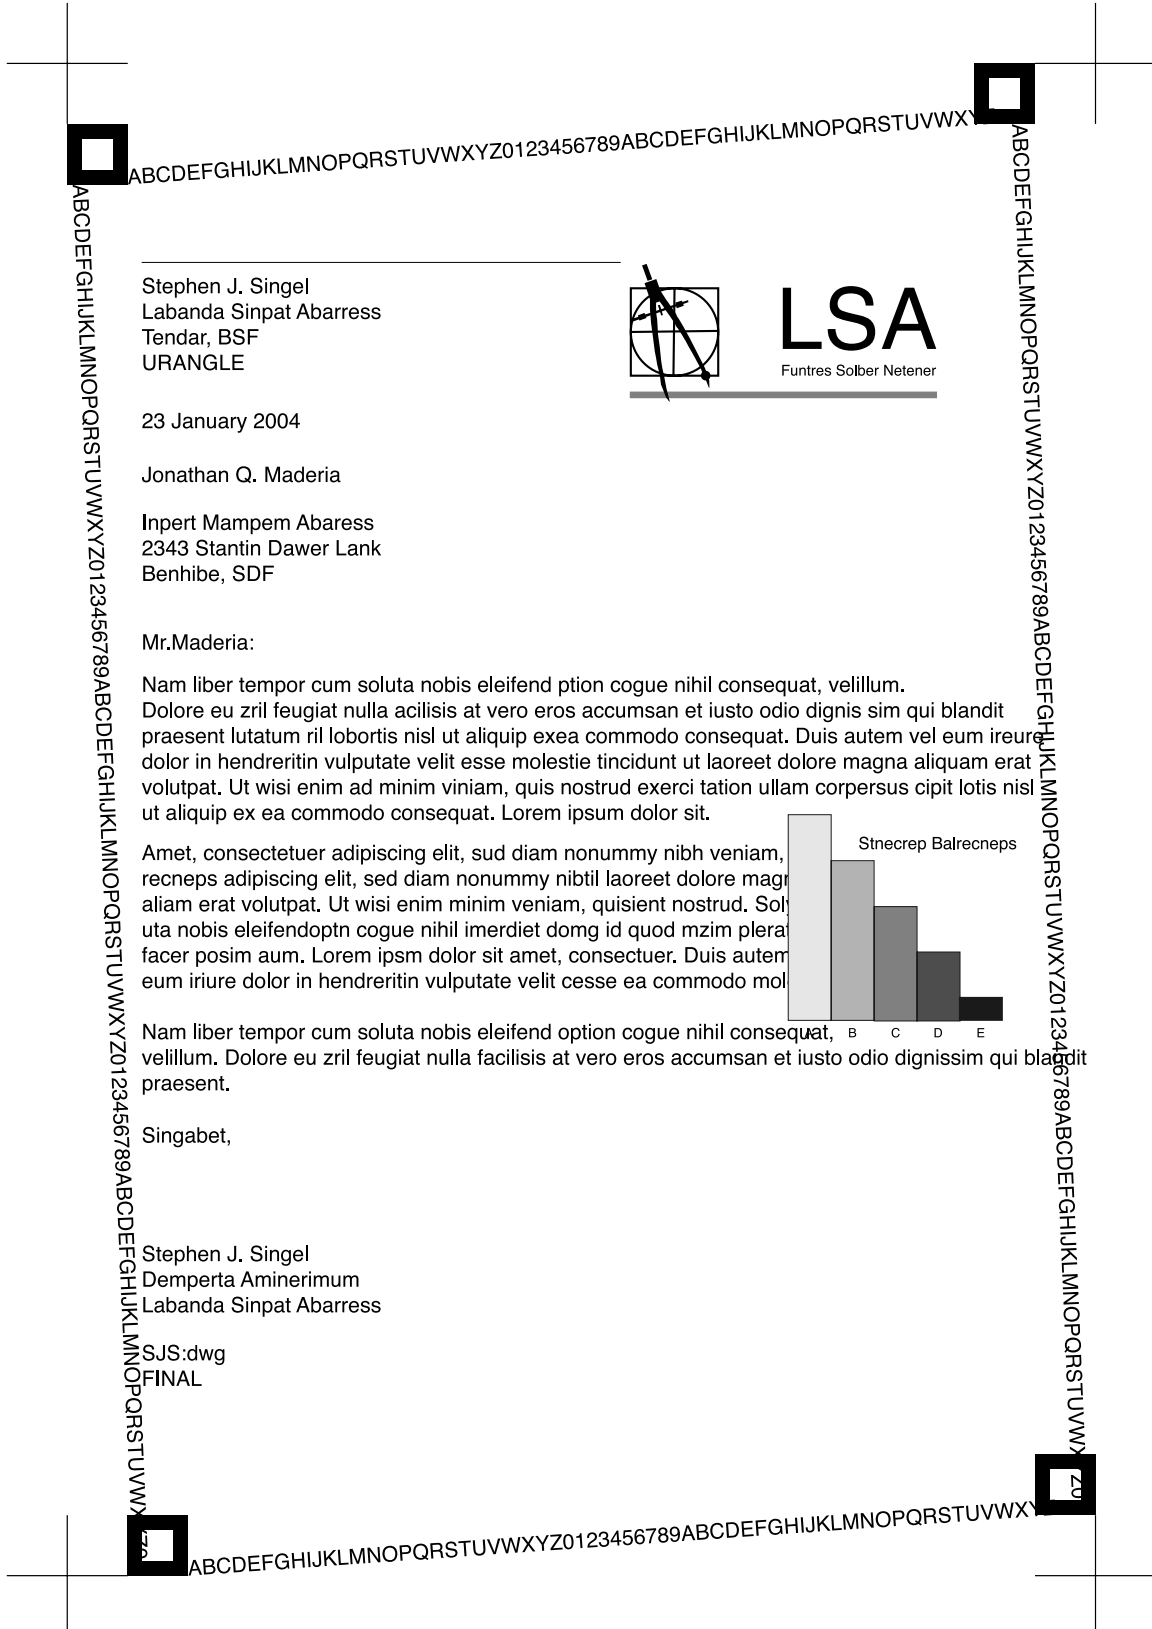 ABCDEFGHIJKLMNOPQRSTUVWXYZ0123456789ABCDEFGHIJKLMNOPQRSTUVWXY
ABCDEFGHIJKLMNOPQRSTUVWXYZ0123456789ABCDEFGHIJKLMNOPQRSTUVWXYZ0123456789ABCDEFGHIJKLMNOPQRSTUVWX
Stephen J. Singel
Labanda Sinpat Abarress
Tendar, BSF
URANGLE
LSA
Funtres Solber Netener
23 January 2004
Jonathan Q. Maderia
Inpert Mampem Abaress
2343 Stantin Dawer Lank
Benhibe, SDF
Mr.Maderia:
Nam liber tempor cum soluta nobis eleifend ption cogue nihil consequat, velillum.
Dolore eu zril feugiat nulla acilisis at vero eros accumsan et iusto odio dignis sim qui blandit
praesent lutatum ril lobortis nisl ut aliquip exea commodo consequat. Duis autem vel eum ireure
dolor in hendreritin vulputate velit esse molestie tincidunt ut laoreet dolore magna aliquam erat
volutpat. Ut wisi enim ad minim viniam, quis nostrud exerci tation ullam corpersus cipit lotis nisl
ut aliquip ex ea commodo consequat. Lorem ipsum dolor sit.
Amet, consectetuer adipiscing elit, sud diam nonummy nibh veniam,
recneps adipiscing elit, sed diam nonummy nibtil laoreet dolore
aliam erat volutpat. Ut wisi enim minim veniam, quisient nostrud.
uta nobis eleifendoptn cogue nihil imerdiet domg id quod mzim
facer posim aum. Lorem ipsm dolor sit amet, consectuer. Duis autem
eum iriure dolor in hendreritin vulputate velit cesse ea commodo
Stnecrep Balrecneps
A B C D E
Nam liber tempor cum soluta nobis eleifend option cogue nihil consequat,
velillum. Dolore eu zril feugiat nulla facilisis at vero eros accumsan et iusto odio dignissim qui blandit
praesent.
Singabet,
Stephen J. Singel
Demperta Aminerimum
Labanda Sinpat Abarress
SJS:dwg
FINAL
ABCDEFGHIJKLMNOPQRSTUVWXYZ0123456789ABCDEFGHIJKLMNOPQRSTUVWXYZ0123456789ABCDEFGHIJKLMNOPQRSTUVWX Z0
ABCDEFGHIJKLMNOPQRSTUVWXYZ0123456789ABCDEFGHIJKLMNOPQRSTUVWXY